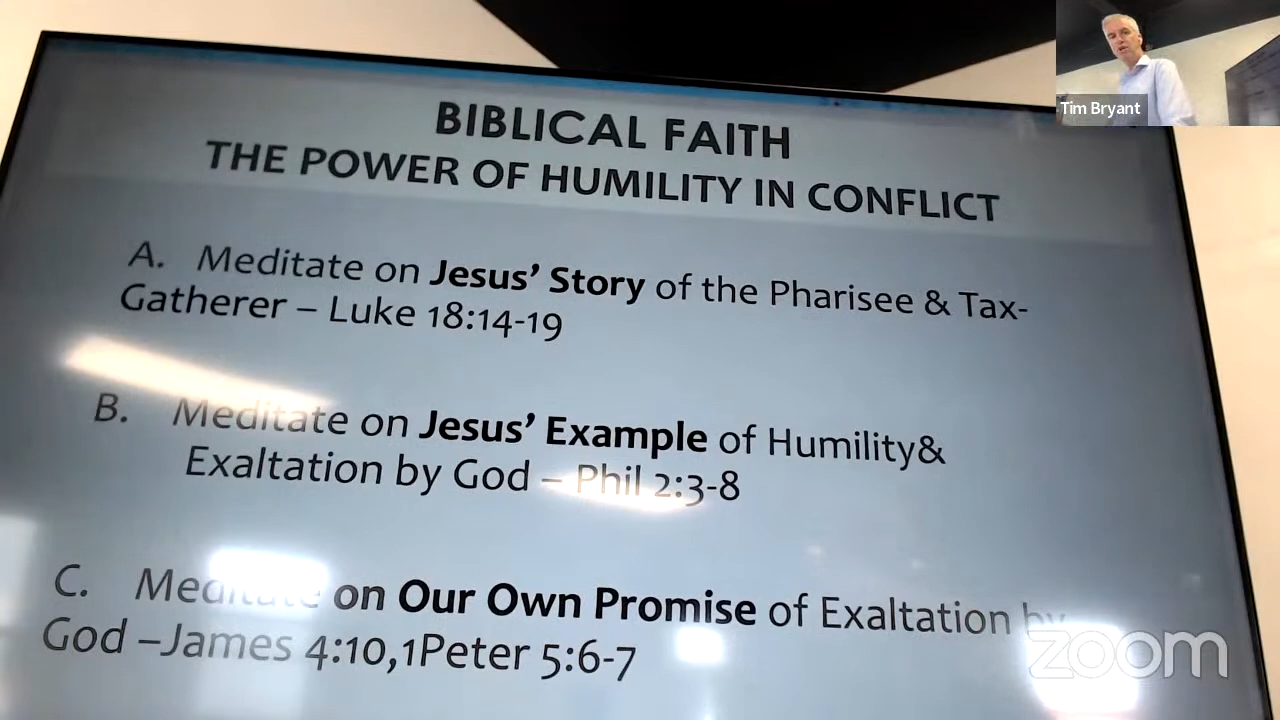 BIBLICAL FAITH
THE POWER OF HUMILITY IN CONFLICT
A. Meditate on Jesus' Story of the Pharisee & Tax-
Gatherer – Luke 18:14-19
B. Meditate on Jesus' Example of Humility&
Exaltation by God – Phil 2:3-8
C. Meditate on Our Own Promise of Exaltation by
God –James 4:10,1Peter 5:6-7
Tim Bryant
zoom